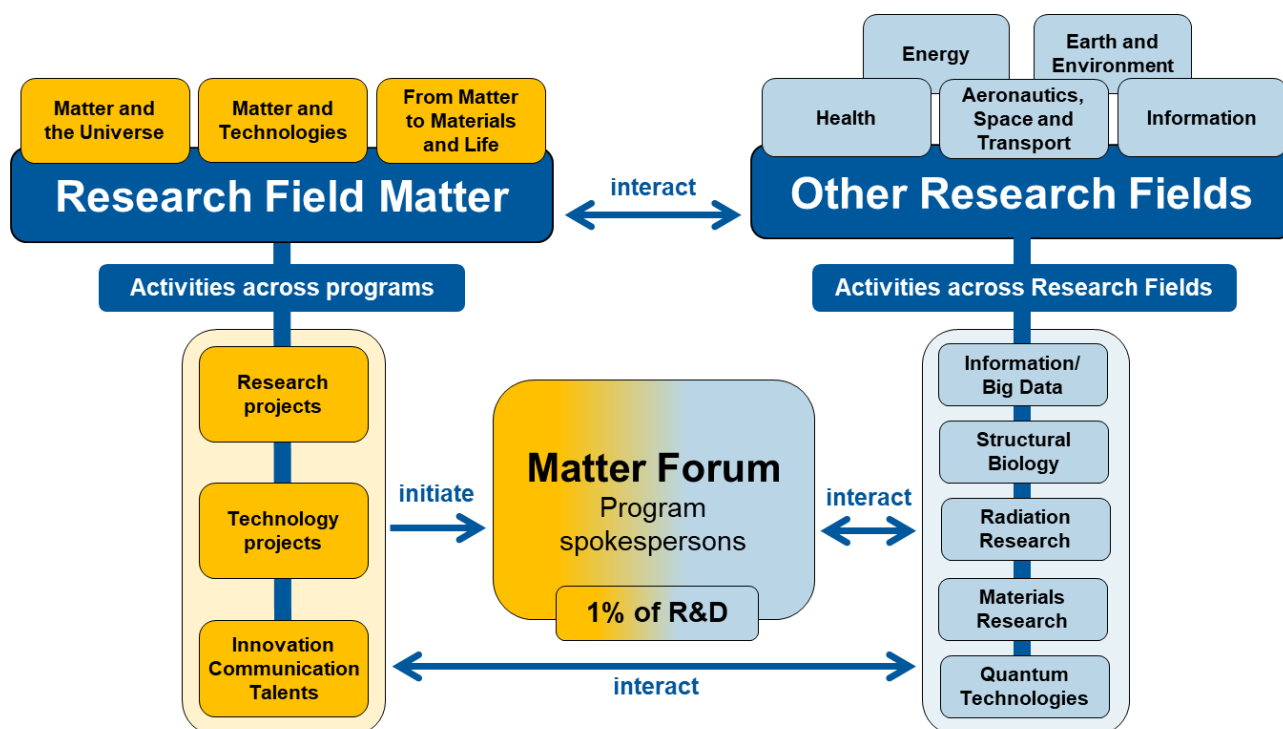 Energy
Earth and
Environment
Matter and
the Universe
Matter and
Technologies
From Matter
to Materials
and Life
Health
Aeronautics,
Space and
Transport
Information
Research Field Matter
interact
Other Research Fields
Activities across programs
Activities across Research Fields
Research
projects
Technology
projects
Innovation
Communication
Talents
initiate
Matter Forum
Program
spokespersons
1% of R&D
interact
interact
Information/
Big Data
Structural
Biology
Radiation
Research
Materials
Research
Quantum
Technologies